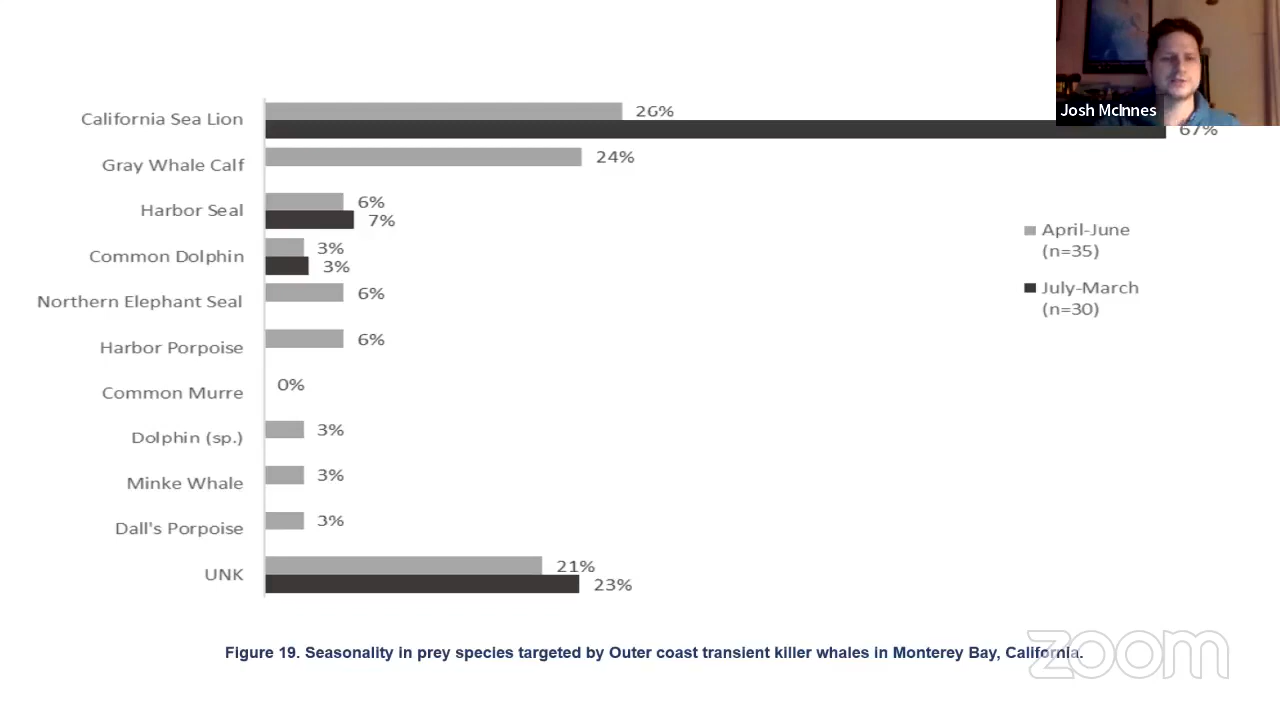 Josh McInnes
California Sea Lion
26%
67%
Gray Whale Calf
24%
Harbor Seal
6%
7%
April-June
(n=35)
Common Dolphin
3%
3%
July-March
(n=30)
Northern Elephant Seal
6%
Harbor Porpoise
6%
Common Murre
0%
Dolphin (sp.)
3%
Minke Whale
3%
Dall's Porpoise
3%
UNK
21%
23%
Figure 19. Seasonality in prey species targeted by Outer coast transient killer whales in Monterey Bay, California.
zoom